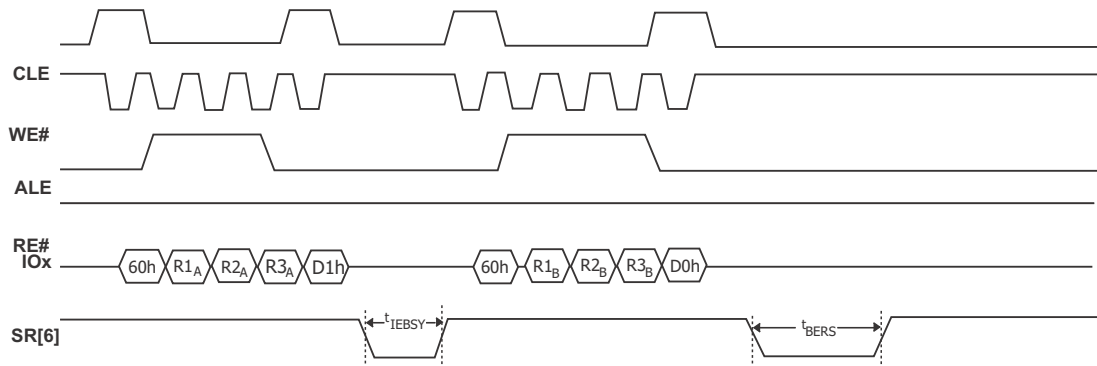 CLE
WE#
ALE
RE#
IOx
60h R1A R2A R3A D1h 60h R1B R2B R3B D0h
SR[6]
tIEBSY
tBERS